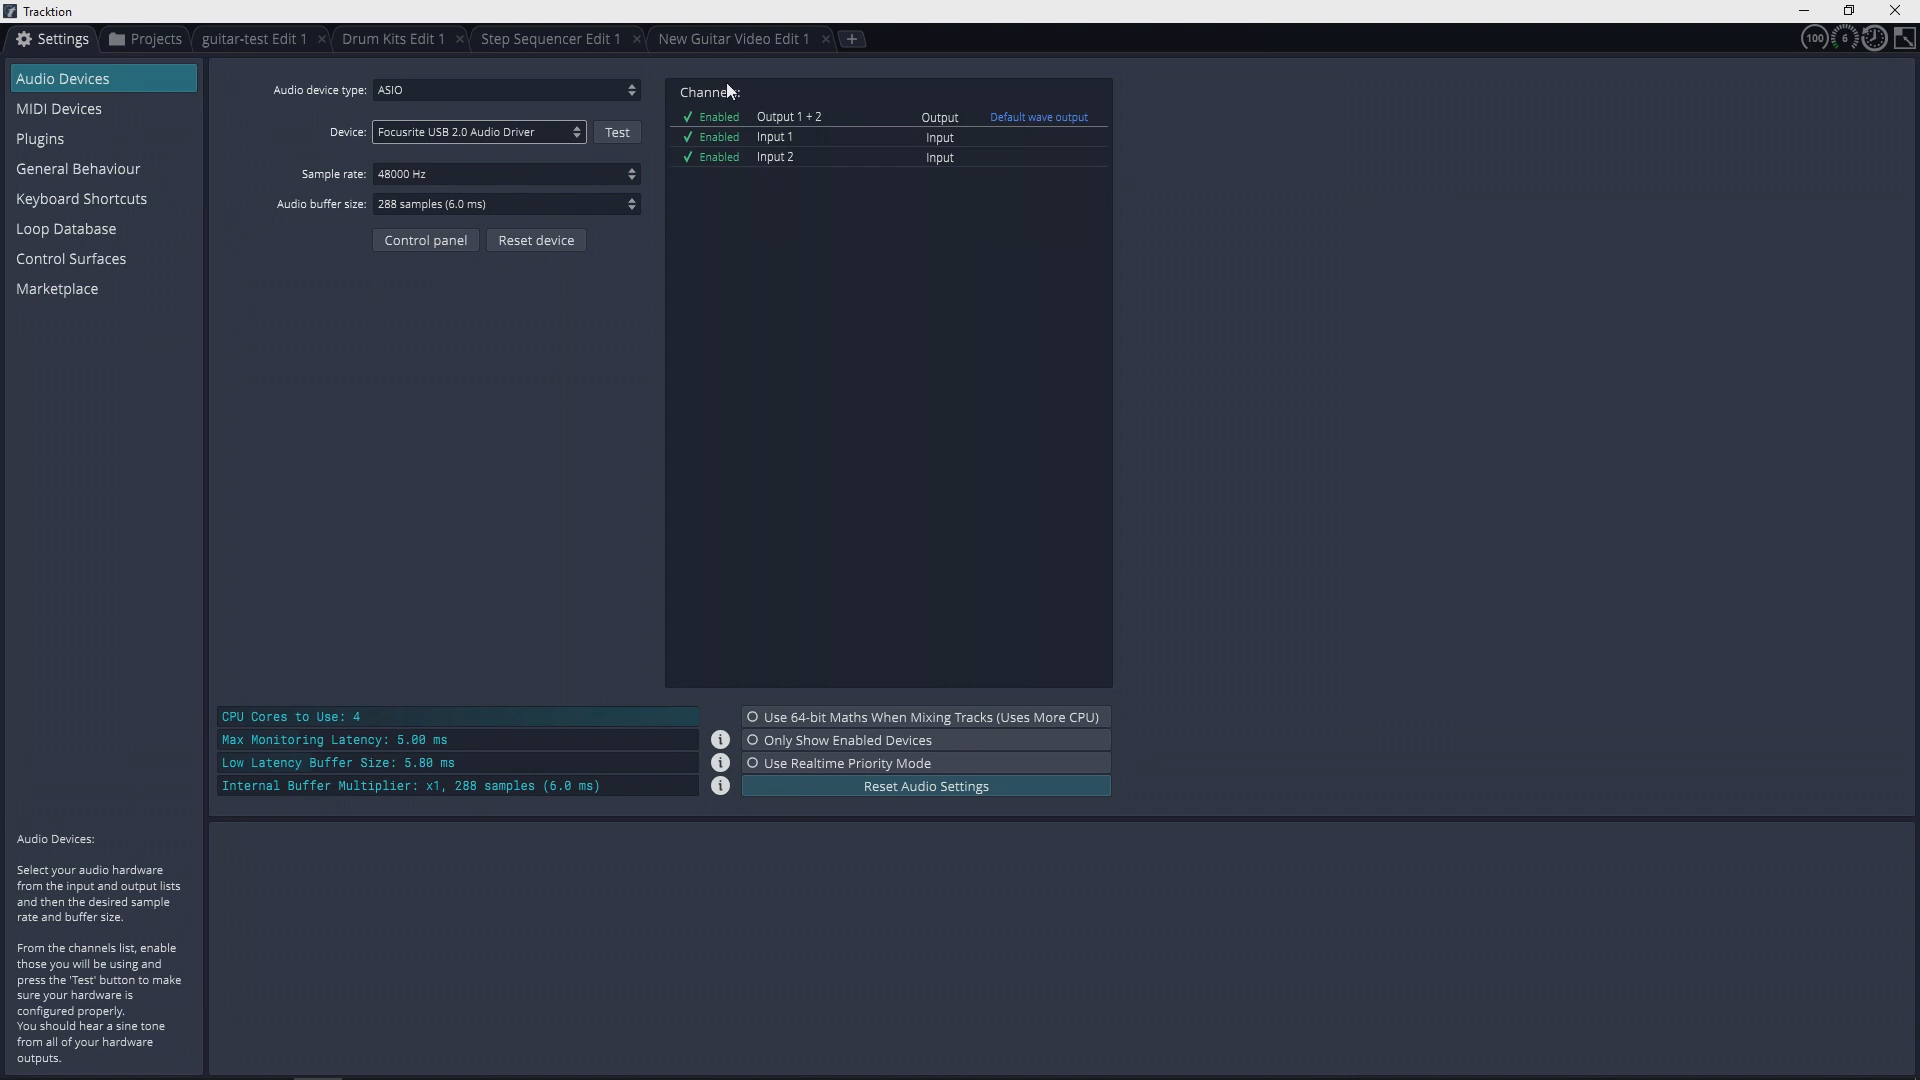 Tracktion
Settings
Projects
guitar-test Edit 1
Drum Kits Edit 1
Step Sequencer Edit 1
New Guitar Video Edit 1
100
6
Audio Devices
MIDI Devices
Plugins
General Behaviour
Keyboard Shortcuts
Loop Database
Control Surfaces
Marketplace
Audio device type: ASIO
Device: Focusrite USB 2.0 Audio Driver Test
Sample rate: 48000 Hz
Audio buffer size: 288 samples (6.0 ms)
Control panel Reset device
Channels:
Enabled Output 1 + 2 Output Default wave output
Enabled Input 1 Input
Enabled Input 2 Input
CPU Cores to Use: 4
Max Monitoring Latency: 5.00 ms
Low Latency Buffer Size: 5.80 ms
Internal Buffer Multiplier: x1, 288 samples (6.0 ms)
Use 64-bit Maths When Mixing Tracks (Uses More CPU)
Only Show Enabled Devices
Use Realtime Priority Mode
Reset Audio Settings
Audio Devices:
Select your audio hardware
from the input and output lists
and then the desired sample
rate and buffer size.
From the channels list, enable
those you will be using and
press the 'Test' button to make
sure your hardware is
configured properly.
You should hear a sine tone
from all of your hardware
outputs.